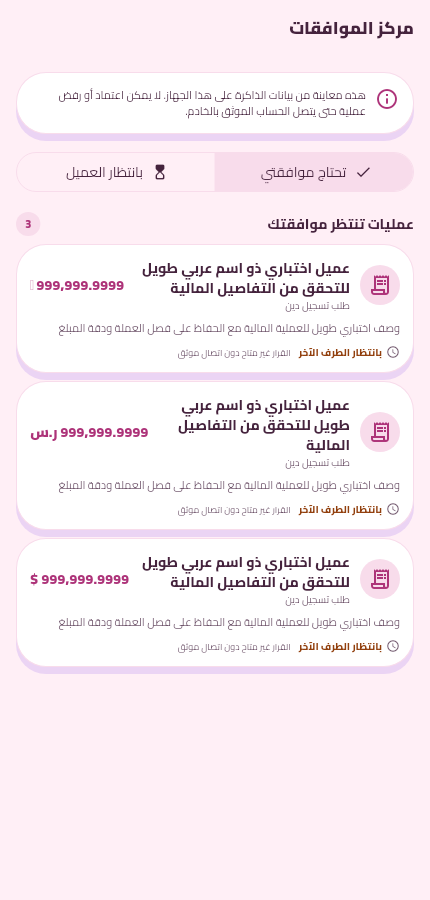 مركز الموافقات
هذه معاينة من بيانات الذاكرة على هذا الجهاز. لا يمكن اعتماد أو رفض
عملية حتى يتصل الحساب الموثق بالخادم.
تحتاج موافقتي
بانتظار العميل
عمليات تنتظر موافقتك
3
عميل اختباري ذو اسم عربي طويل
للتحقق من التفاصيل المالية
999,999.9999
طلب تسجيل دين
وصف اختباري طويل للعملية المالية مع الحفاظ على فصل العملة ودقة المبلغ
بانتظار الطرف الآخر القرار غير متاح دون اتصال موثق
عميل اختباري ذو اسم عربي
طويل للتحقق من التفاصيل
المالية
999,999.9999 ر.س
طلب تسجيل دين
وصف اختباري طويل للعملية المالية مع الحفاظ على فصل العملة ودقة المبلغ
بانتظار الطرف الآخر القرار غير متاح دون اتصال موثق
عميل اختباري ذو اسم عربي طويل
للتحقق من التفاصيل المالية
999,999.9999 $
طلب تسجيل دين
وصف اختباري طويل للعملية المالية مع الحفاظ على فصل العملة ودقة المبلغ
بانتظار الطرف الآخر القرار غير متاح دون اتصال موثق